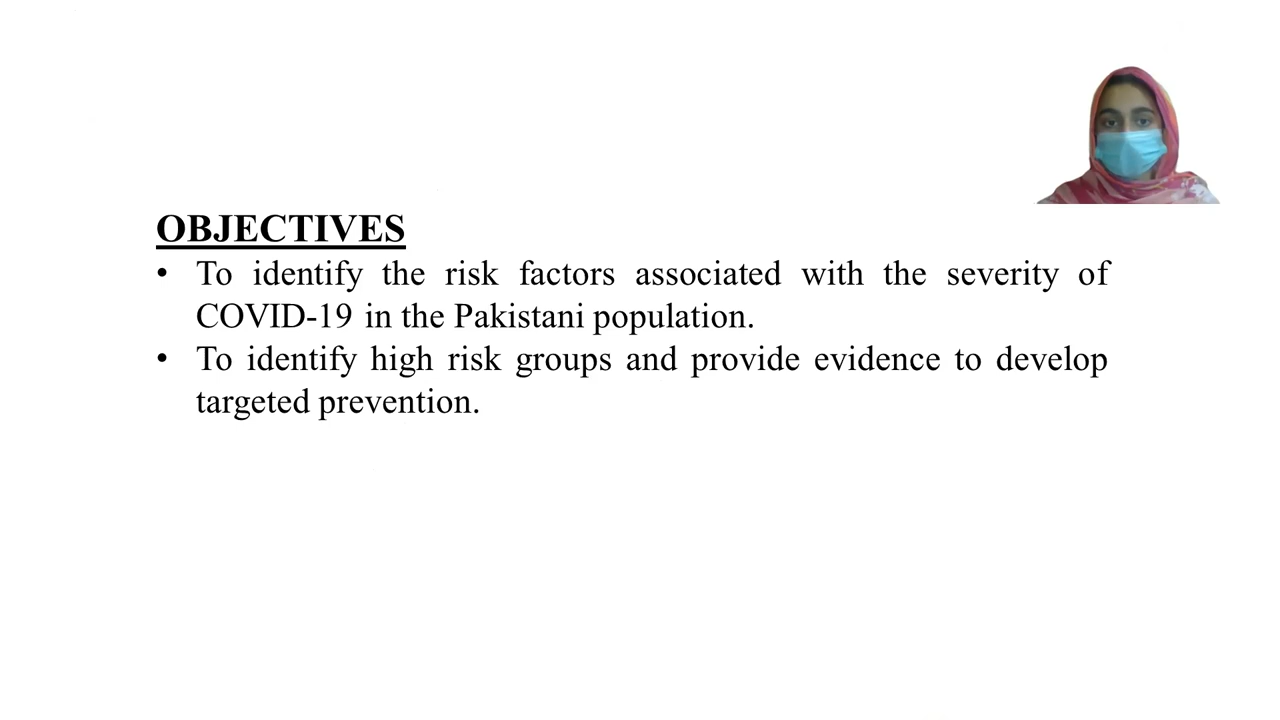 OBJECTIVES
• To identify the risk factors associated with the severity of
COVID-19 in the Pakistani population.
• To identify high risk groups and provide evidence to develop
targeted prevention.